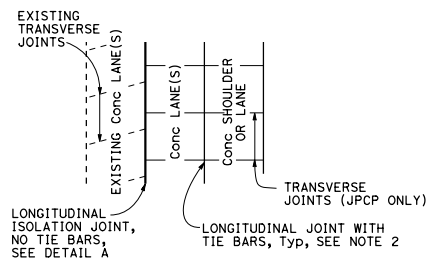 EXISTING
TRANSVERSE
JOINTS
EXISTING Conc LANE(S)
Conc LANE(S)
Conc SHOULDER
OR LANE
TRANSVERSE
JOINTS (JPCP ONLY)
LONGITUDINAL
ISOLATION JOINT,
NO TIE BARS,
SEE DETAIL A
LONGITUDINAL JOINT WITH
TIE BARS, Typ, SEE NOTE 2